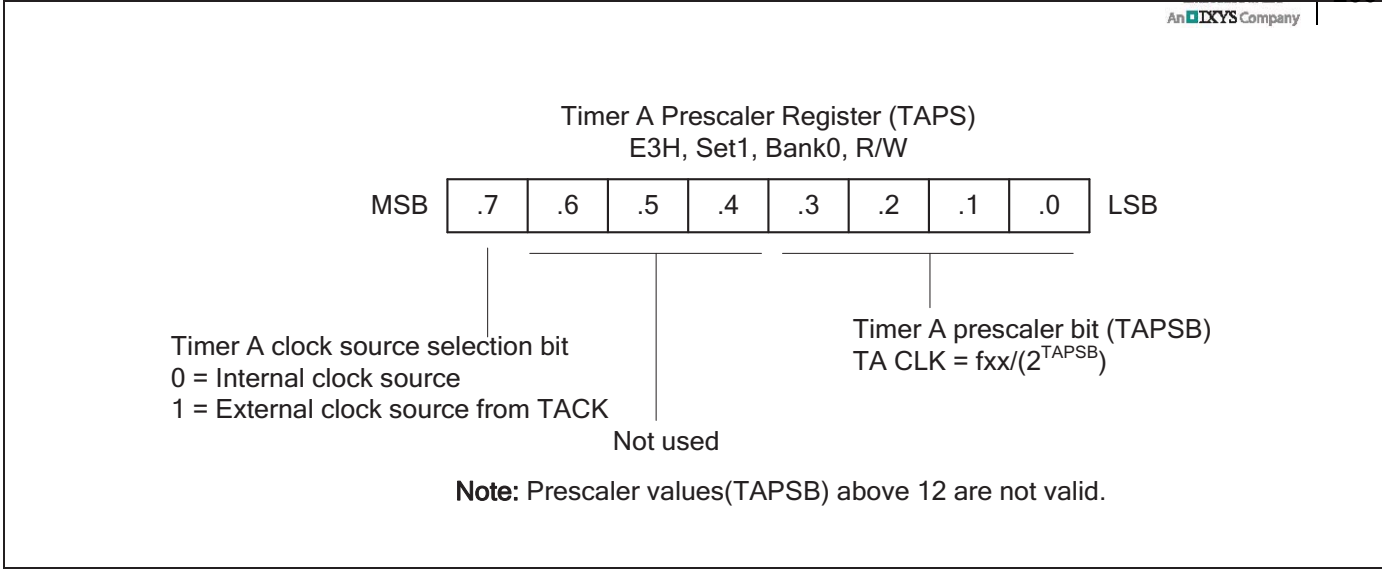 An IXYS Company
Timer A Prescaler Register (TAPS)
E3H, Set1, Bank0, R/W
MSB .7 .6 .5 .4 .3 .2 .1 .0 LSB
Timer A clock source selection bit
0 = Internal clock source
1 = External clock source from TACK
Not used
Timer A prescaler bit (TAPSB)
TA CLK = fxx/(2^TAPSB)
Note: Prescaler values(TAPSB) above 12 are not valid.